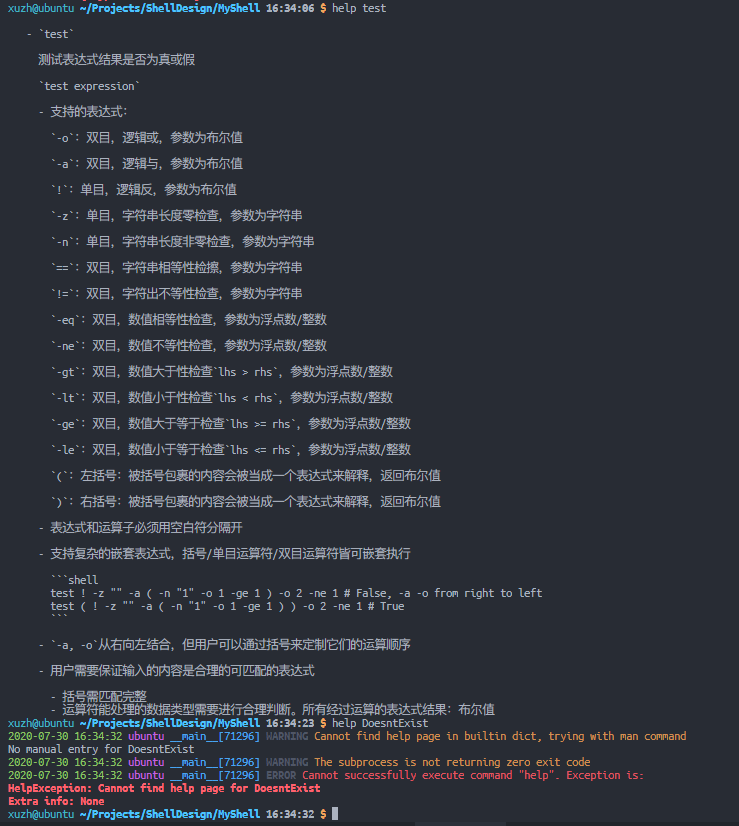 xuzh@ubuntu ~/Projects/ShellDesign/MyShell 16:34:06 $ help test
- `test`
测试表达式结果是否为真或假
`test expression`
- 支持的表达式：
`-o`：双目，逻辑或，参数为布尔值
`-a`：双目，逻辑与，参数为布尔值
`!`：单目，逻辑反，参数为布尔值
`-z`：单目，字符串长度零检查，参数为字符串
`-n`：单目，字符串长度非零检查，参数为字符串
`==`：双目，字符串相等性检擦，参数为字符串
`!=`：双目，字符出不等性检查，参数为字符串
`-eq`：双目，数值相等性检查，参数为浮点数/整数
`-ne`：双目，数值不等性检查，参数为浮点数/整数
`-gt`：双目，数值大于性检查`lhs > rhs`，参数为浮点数/整数
`-lt`：双目，数值小于性检查`lhs < rhs`，参数为浮点数/整数
`-ge`：双目，数值大于等于检查`lhs >= rhs`，参数为浮点数/整数
`-le`：双目，数值小于等于检查`lhs <= rhs`，参数为浮点数/整数
`(`：左括号：被括号包裹的内容会被当成一个表达式来解释，返回布尔值
`)`：右括号：被括号包裹的内容会被当成一个表达式来解释，返回布尔值
- 表达式和运算子必须用空白符分隔开
- 支持复杂的嵌套表达式，括号/单目运算符/双目运算符皆可嵌套执行
```shell
test ! -z "" -a ( -n "1" -o 1 -ge 1 ) -o 2 -ne 1 # False, -a -o from right to left
test ( ! -z "" -a ( -n "1" -o 1 -ge 1 ) ) -o 2 -ne 1 # True
```
- `-a, -o`从右向左结合，但用户可以通过括号来定制它们的运算顺序
- 用户需要保证输入的内容是合理的可匹配的表达式
- 括号需匹配完整
- 运算符能处理的数据类型需要进行合理判断。所有经过运算的表达式结果：布尔值
xuzh@ubuntu ~/Projects/ShellDesign/MyShell 16:34:23 $ help DoesntExist
2020-07-30 16:34:32 ubuntu __main__[71296] WARNING Cannot find help page in builtin dict, trying with man command
No manual entry for DoesntExist
2020-07-30 16:34:32 ubuntu __main__[71296] WARNING The subprocess is not returning zero exit code
2020-07-30 16:34:32 ubuntu __main__[71296] ERROR Cannot successfully execute command "help". Exception is:
HelpException: Cannot find help page for DoesntExist
Extra info: None
xuzh@ubuntu ~/Projects/ShellDesign/MyShell 16:34:32 $